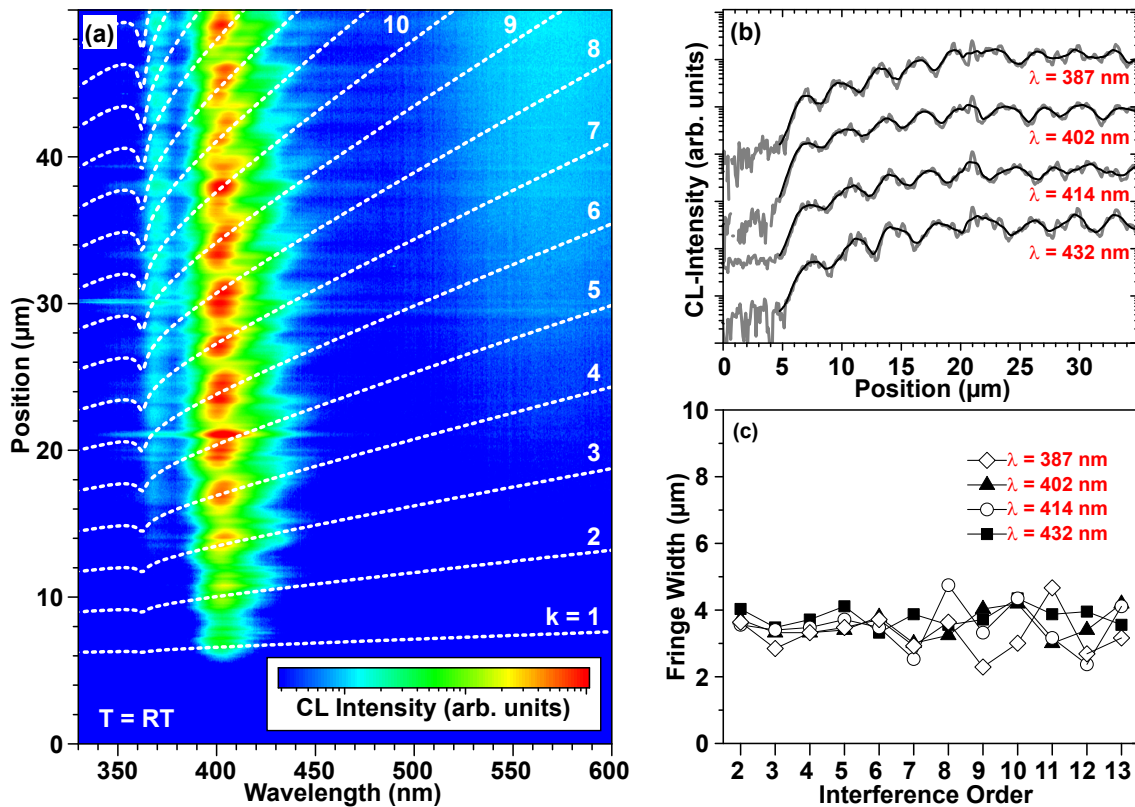 (a)
10
9
8
7
6
5
4
3
2
k = 1
40
30
20
10
0
Position (µm)
T = RT
CL Intensity (arb. units)
350 400 450 500 550 600
Wavelength (nm)
(b)
CL-Intensity (arb. units)
λ = 387 nm
λ = 402 nm
λ = 414 nm
λ = 432 nm
0 5 10 15 20 25 30
Position (µm)
(c)
10
8
6
4
2
0
Fringe Width (µm)
λ = 387 nm
λ = 402 nm
λ = 414 nm
λ = 432 nm
2 3 4 5 6 7 8 9 10 11 12 13
Interference Order